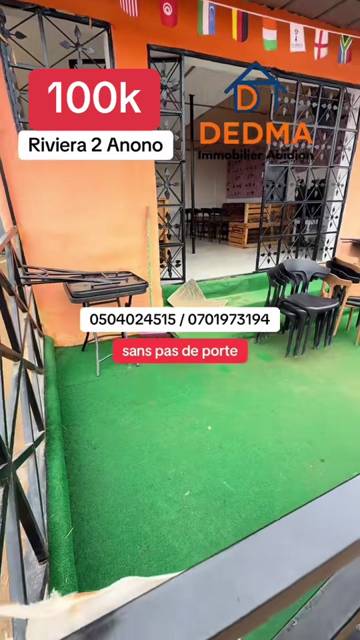 100k
Riviera 2 Anono
D
DEDMA
Immobilier Abidjan
0504024515 / 0701973194
sans pas de porte